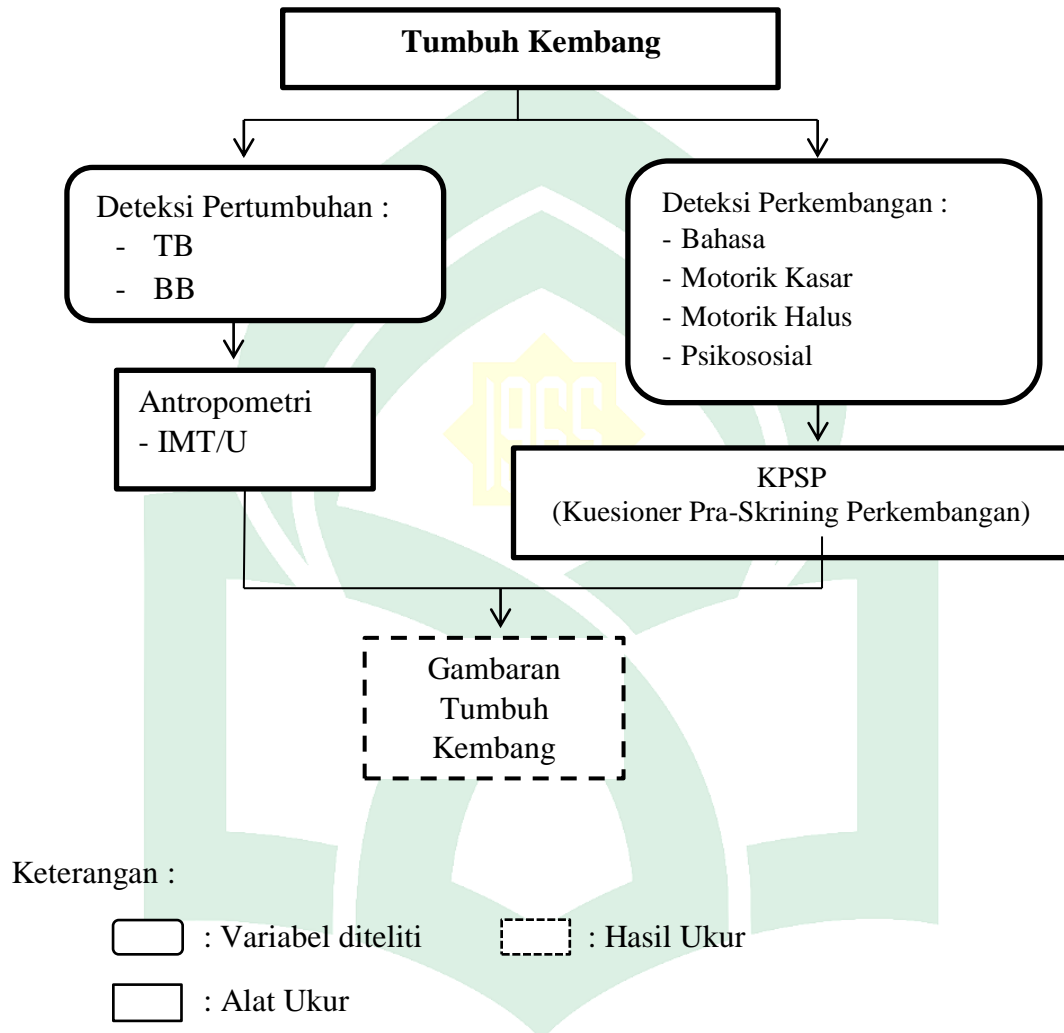 Tumbuh Kembang
Deteksi Pertumbuhan :
- TB
- BB
Deteksi Perkembangan :
- Bahasa
- Motorik Kasar
- Motorik Halus
- Psikososial
Antropometri
- IMT/U
KPSP
(Kuesioner Pra-Skrining Perkembangan)
1965
Gambaran
Tumbuh
Kembang
Keterangan :
: Variabel diteliti
: Hasil Ukur
: Alat Ukur